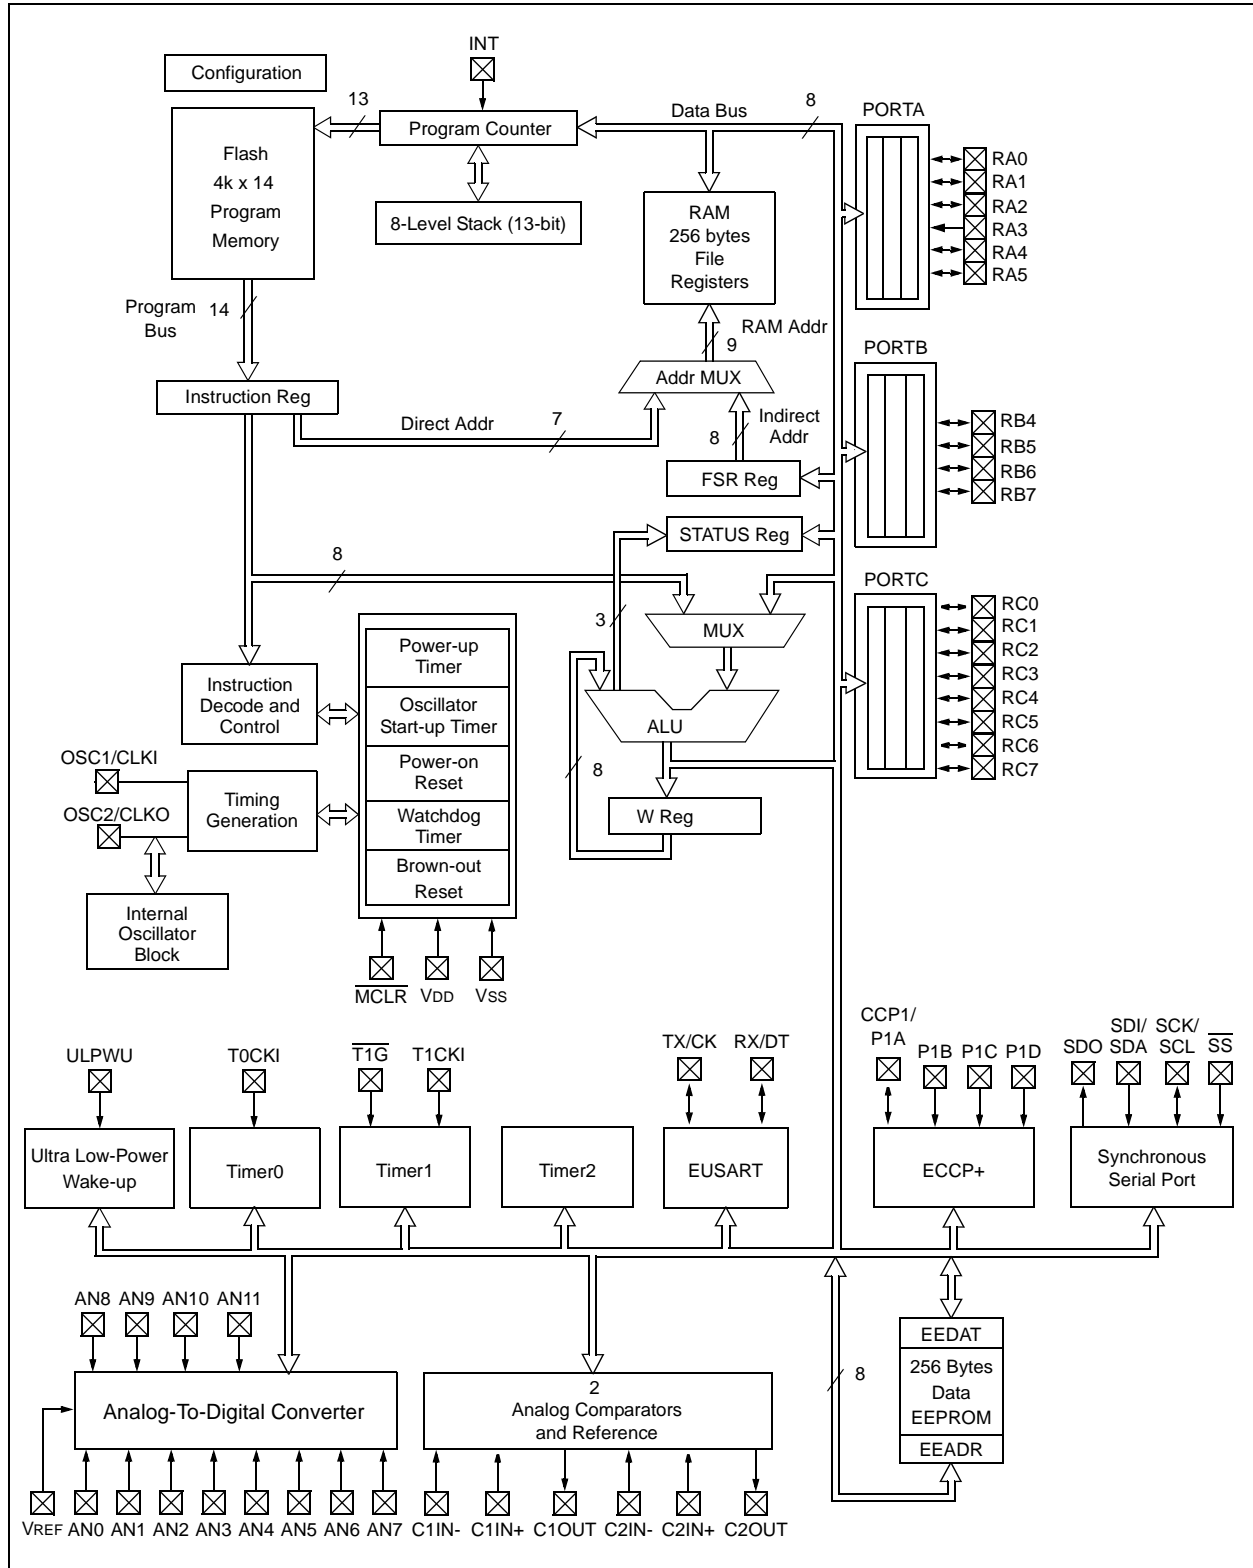 INT
Configuration
13
Data Bus
8
PORTA
Program Counter
Flash
4k x 14
Program
Memory
8-Level Stack (13-bit)
RAM
256 bytes
File
Registers
RA0
RA1
RA2
RA3
RA4
RA5
Program
Bus
14
RAM Addr
9
PORTB
Addr MUX
Instruction Reg
Direct Addr
7
Indirect
Addr
8
FSR Reg
RB4
RB5
RB6
RB7
STATUS Reg
8
PORTC
3
MUX
RC0
RC1
RC2
RC3
RC4
RC5
RC6
RC7
Power-up
Timer
Instruction
Decode and
Control
Oscillator
Start-up Timer
ALU
OSC1/CLKI
Power-on
Reset
8
OSC2/CLKO
Timing
Generation
Watchdog
Timer
W Reg
Brown-out
Reset
Internal
Oscillator
Block
MCLR
VDD
VSS
ULPWU
T0CKI
T1G
T1CKI
TX/CK
RX/DT
CCP1/
P1A
P1B
P1C
P1D
SDO
SDI/
SDA
SCK/
SCL
SS
Ultra Low-Power
Wake-up
Timer0
Timer1
Timer2
EUSART
ECCP+
Synchronous
Serial Port
AN8
AN9
AN10
AN11
EEDAT
256 Bytes
Data
EEPROM
EEADR
8
Analog-To-Digital Converter
2
Analog Comparators
and Reference
VREF
AN0
AN1
AN2
AN3
AN4
AN5
AN6
AN7
C1IN-
C1IN+
C1OUT
C2IN-
C2IN+
C2OUT